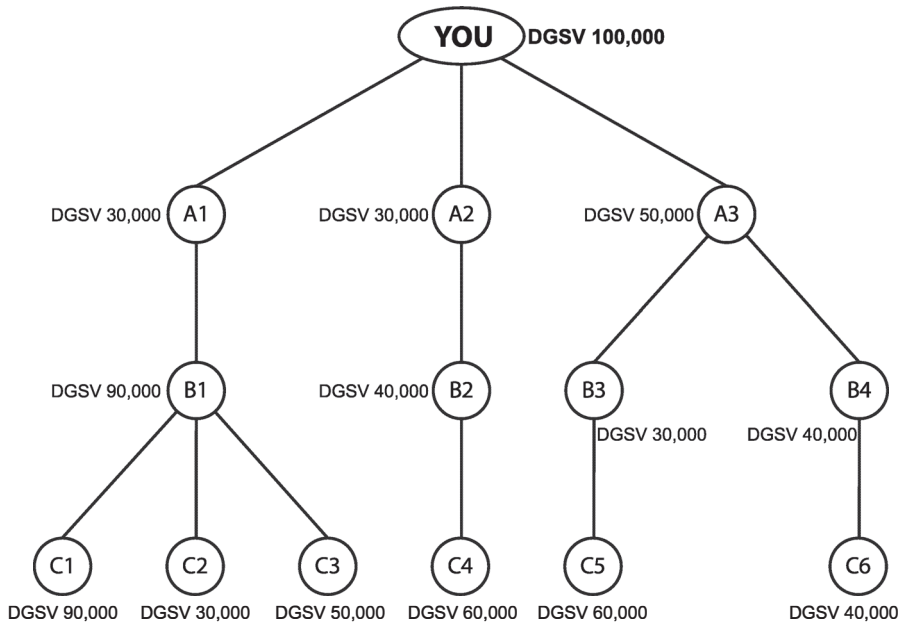 YOU DGSV 100,000
DGSV 30,000 A1
DGSV 30,000 A2
DGSV 50,000 A3
DGSV 90,000 B1
DGSV 40,000 B2
B3
B4
DGSV 30,000
DGSV 40,000
C1
C2
C3
C4
C5
C6
DGSV 90,000
DGSV 30,000
DGSV 50,000
DGSV 60,000
DGSV 60,000
DGSV 40,000